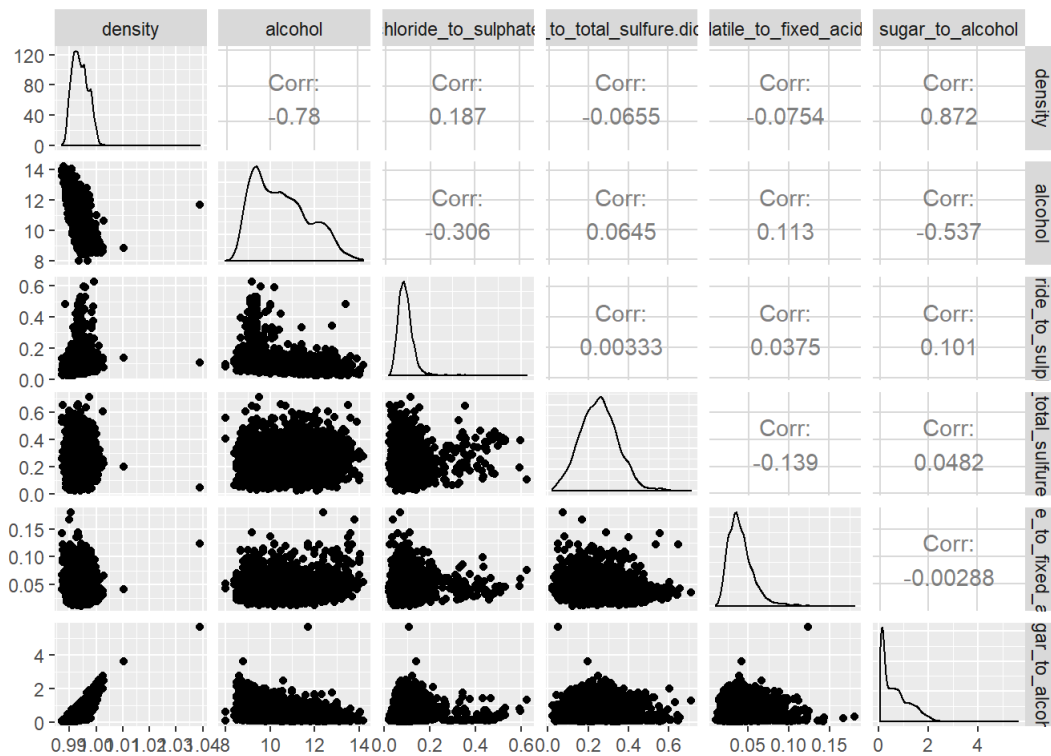 density alcohol hloride_to_sulphate _to_total_sulfure.dio latile_to_fixed_acid sugar_to_alcohol
120
80
40
0
Corr:
-0.78
Corr:
0.187
Corr:
-0.0655
Corr:
-0.0754
Corr:
0.872
density
14
12
10
8
Corr:
-0.306
Corr:
0.0645
Corr:
0.113
Corr:
-0.537
alcohol
0.6
0.4
0.2
0.0
Corr:
0.00333
Corr:
0.0375
Corr:
0.101
ride_to_sulp
0.6
0.4
0.2
0.0
Corr:
-0.139
Corr:
0.0482
_total_sulfure
0.15
0.10
0.05
Corr:
-0.00288
e_to_fixed_a
4
2
0
gar_to_alcoh
0.99 1.00 1.01 1.02 1.03 1.04 8 10 12 14 0.0 0.2 0.4 0.6 0.0 0.2 0.4 0.6 0.05 0.10 0.15 0 2 4